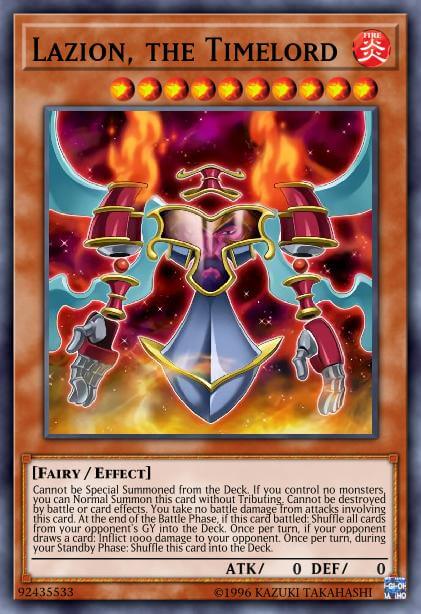 LAZION, THE TIMELORD
FIRE
炎
[FAIRY / EFFECT]
Cannot be Special Summoned from the Deck. If you control no monsters,
you can Normal Summon this card without Tributing. Cannot be destroyed
by battle or card effects. You take no battle damage from attacks involving
this card. At the end of the Battle Phase, if this card battled: Shuffle all cards
from your opponent's GY into the Deck. Once per turn, if your opponent
draws a card: Inflict 1000 damage to your opponent. Once per turn, during
your Standby Phase: Shuffle this card into the Deck.
ATK/ 0 DEF/ 0
92435533 ©1996 KAZUKI TAKAHASHI